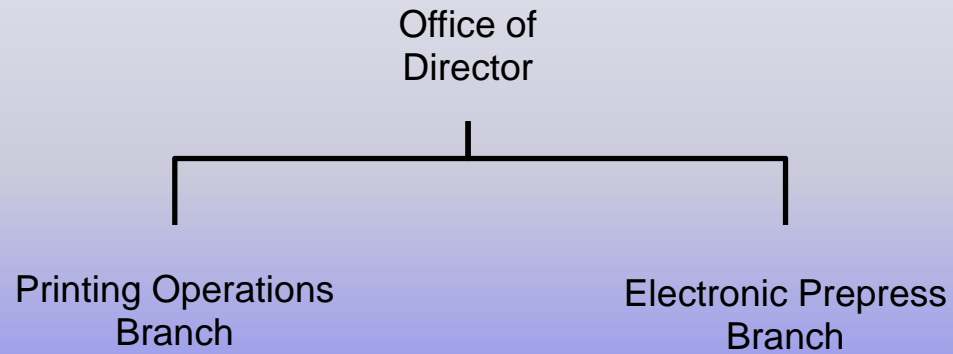 Office of
Director
Printing Operations
Branch
Electronic Prepress
Branch